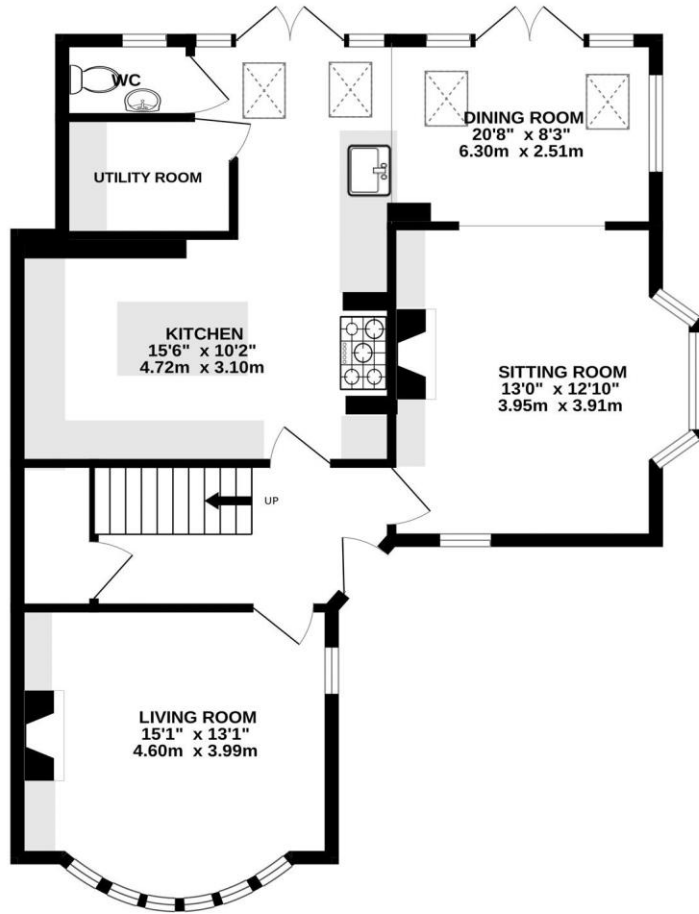 WC
DINING ROOM
20'8" x 8'3"
6.30m x 2.51m
UTILITY ROOM
KITCHEN
15'6" x 10'2"
4.72m x 3.10m
SITTING ROOM
13'0" x 12'10"
3.95m x 3.91m
UP
LIVING ROOM
15'1" x 13'1"
4.60m x 3.99m